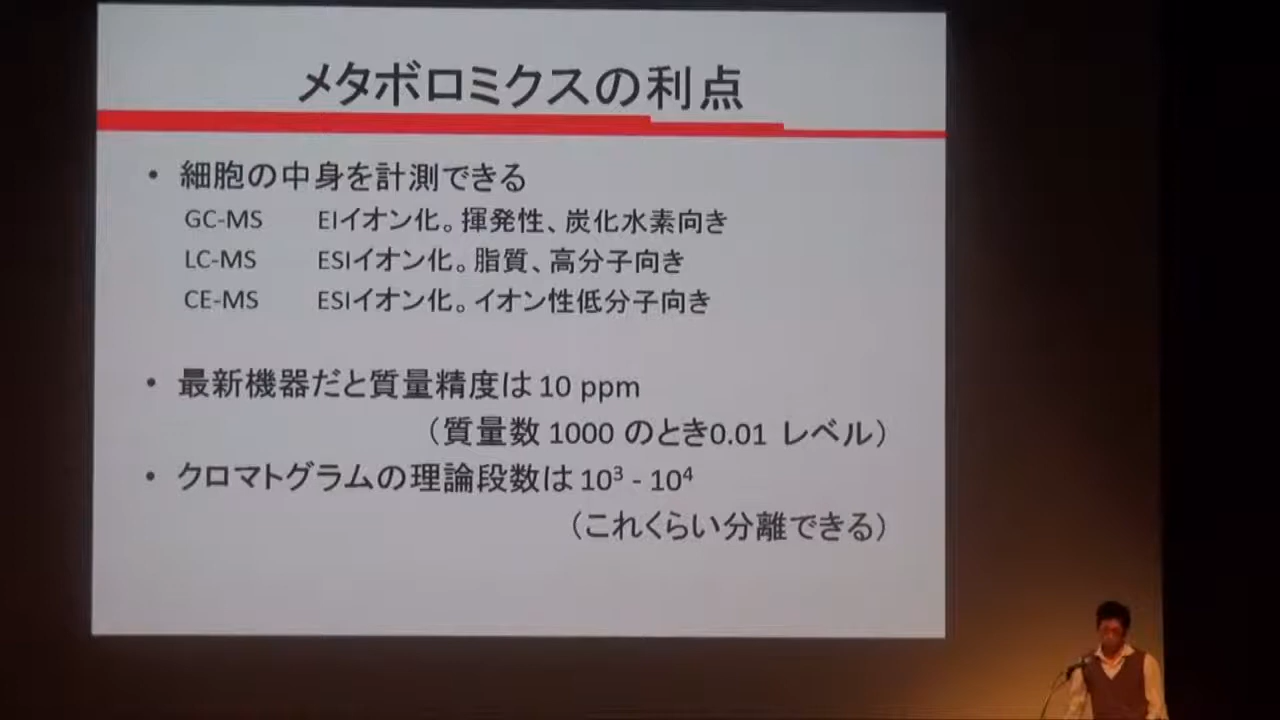 メタボロミクスの利点
• 細胞の中身を計測できる
GC-MS EIイオン化。揮発性、炭化水素向き
LC-MS ESIイオン化。脂質、高分子向き
CE-MS ESIイオン化。イオン性低分子向き
• 最新機器だと質量精度は 10 ppm
（質量数 1000 のとき0.01 レベル）
• クロマトグラムの理論段数は 10³ - 10⁴
（これくらい分離できる）